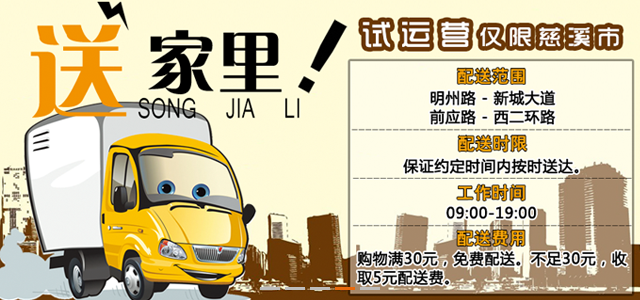 送家里!
SONG JIA LI
试运营 仅限慈溪市
配送范围
明州路 - 新城大道
前应路 - 西二环路
配送时限
保证约定时间内按时送达。
工作时间
09:00-19:00
配送费用
购物满30元，免费配送。不足30元，收
取5元配送费。